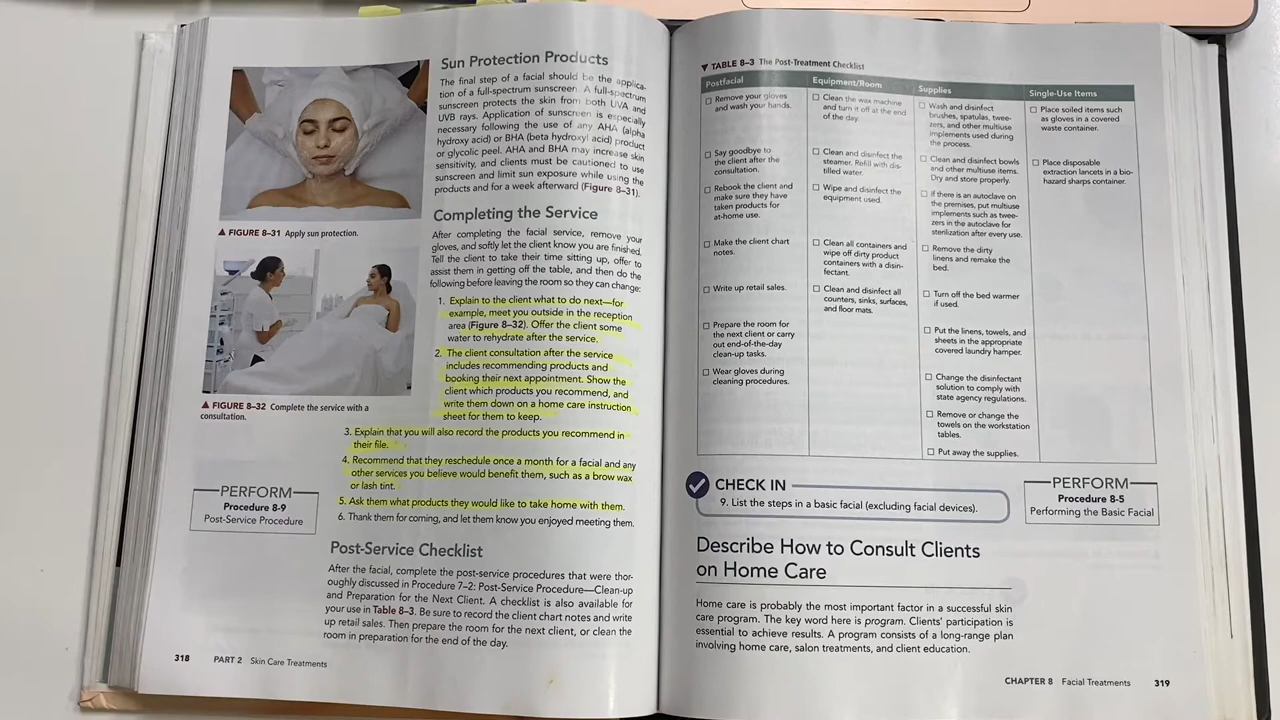 Sun Protection Products
The final step of a facial should be the applica-
tion of a full-spectrum sunscreen. A full-spectrum
sunscreen protects the skin from both UVA and
UVB rays. Application of sunscreen is especially
necessary following the use of any AHA (alpha
hydroxy acid) or BHA (beta hydroxy acid) product
or glycolic peel. AHA and BHA may increase skin
sensitivity, and clients must be cautioned to use
sunscreen and limit sun exposure while using the
products and for a week afterward (Figure 8–31).
▲ FIGURE 8–31 Apply sun protection.
Completing the Service
After completing the facial service, remove your
gloves, and softly let the client know you are finished.
Tell the client to take their time sitting up, offer to
assist them in getting off the table, and then do the
following before leaving the room so they can change:
1. Explain to the client what to do next—for
example, meet you outside in the reception
area (Figure 8–32). Offer the client some
water to rehydrate after the service.
2. The client consultation after the service
includes recommending products and
booking their next appointment. Show the
client which products you recommend, and
write them down on a home care instruction
sheet for them to keep.
▲ FIGURE 8–32 Complete the service with a
consultation.
3. Explain that you will also record the products you recommend in
their file.
4. Recommend that they reschedule once a month for a facial and any
other services you believe would benefit them, such as a brow wax
or lash tint.
5. Ask them what products they would like to take home with them.
6. Thank them for coming, and let them know you enjoyed meeting them.
PERFORM
Procedure 8-9
Post-Service Procedure
Post-Service Checklist
After the facial, complete the post-service procedures that were thor-
oughly discussed in Procedure 7–2: Post-Service Procedure—Clean-up
and Preparation for the Next Client. A checklist is also available for
your use in Table 8–3. Be sure to record the client chart notes and write
up retail sales. Then prepare the room for the next client, or clean the
room in preparation for the end of the day.
318 PART 2 Skin Care Treatments
▼ TABLE 8–3 The Post-Treatment Checklist
Postfacial
☐ Remove your gloves
and wash your hands.
☐ Say goodbye to
the client after the
consultation.
☐ Rebook the client and
make sure they have
taken products for
at-home use.
☐ Make the client chart
notes.
☐ Write up retail sales.
☐ Prepare the room for
the next client or carry
out end-of-the-day
clean-up tasks.
☐ Wear gloves during
cleaning procedures.
Equipment/Room
☐ Clean the wax machine
and turn it off at the end
of the day.
☐ Clean and disinfect the
steamer. Refill with dis-
tilled water.
☐ Wipe and disinfect the
equipment used.
☐ Clean all containers and
wipe off dirty product
containers with a disin-
fectant.
☐ Clean and disinfect all
counters, sinks, surfaces,
and floor mats.
Supplies
☐ Wash and disinfect
brushes, spatulas, twee-
zers, and other multiuse
implements used during
the process.
☐ Clean and disinfect bowls
and other multiuse items.
Dry and store properly.
☐ If there is an autoclave on
the premises, put multiuse
implements such as twee-
zers in the autoclave for
sterilization after every use.
☐ Remove the dirty
linens and remake the
bed.
☐ Turn off the bed warmer
if used.
☐ Put the linens, towels, and
sheets in the appropriate
covered laundry hamper.
☐ Change the disinfectant
solution to comply with
state agency regulations.
☐ Remove or change the
towels on the workstation
tables.
☐ Put away the supplies.
Single-Use Items
☐ Place soiled items such
as gloves in a covered
waste container.
☐ Place disposable
extraction lancets in a bio-
hazard sharps container.
CHECK IN
9. List the steps in a basic facial (excluding facial devices).
PERFORM
Procedure 8-5
Performing the Basic Facial
Describe How to Consult Clients
on Home Care
Home care is probably the most important factor in a successful skin
care program. The key word here is program. Clients' participation is
essential to achieve results. A program consists of a long-range plan
involving home care, salon treatments, and client education.
CHAPTER 8 Facial Treatments 319